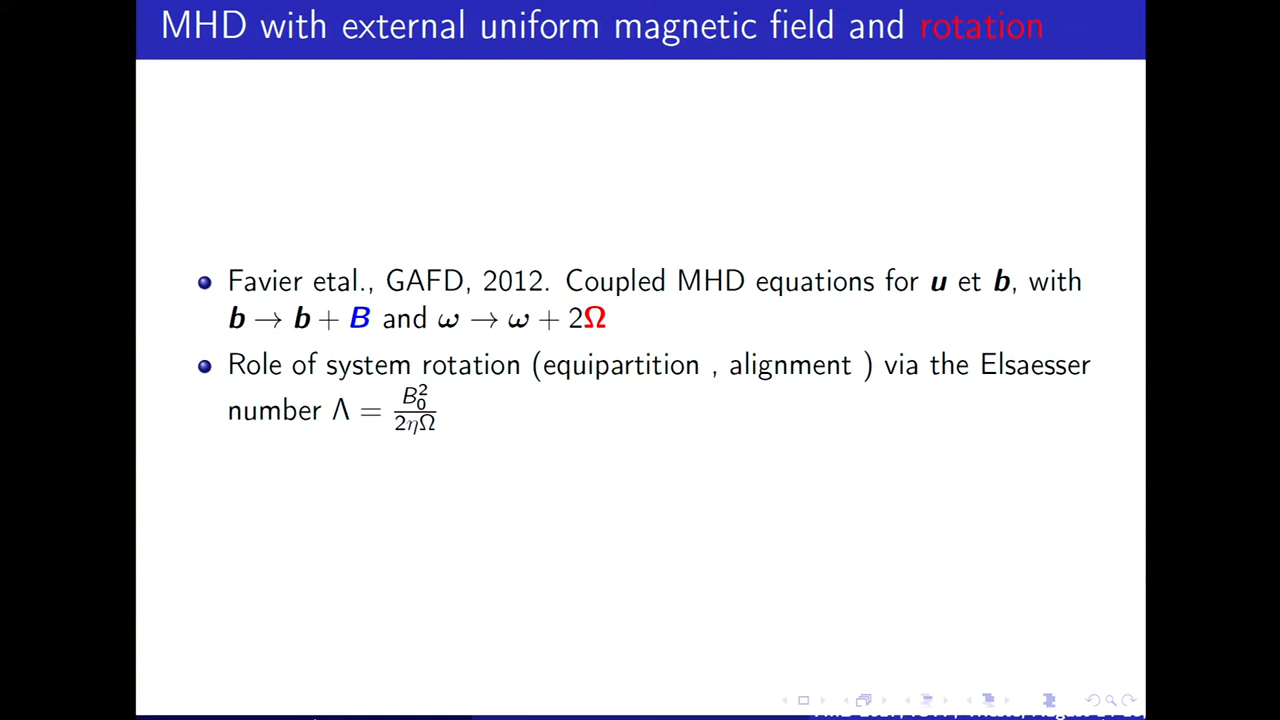 MHD with external uniform magnetic field and rotation
Favier etal., GAFD, 2012. Coupled MHD equations for u et b, with
b → b + B and ω → ω + 2Ω
Role of system rotation (equipartition , alignment ) via the Elsaesser
number Λ = B₀² / 2ηΩ